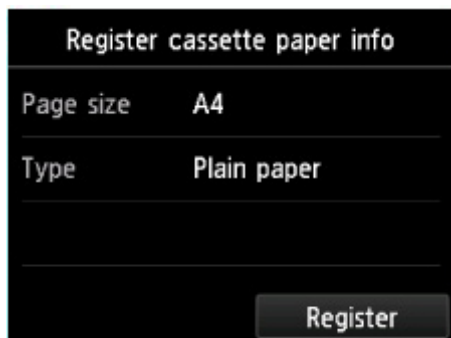 Register cassette paper info
Page size A4
Type Plain paper
Register